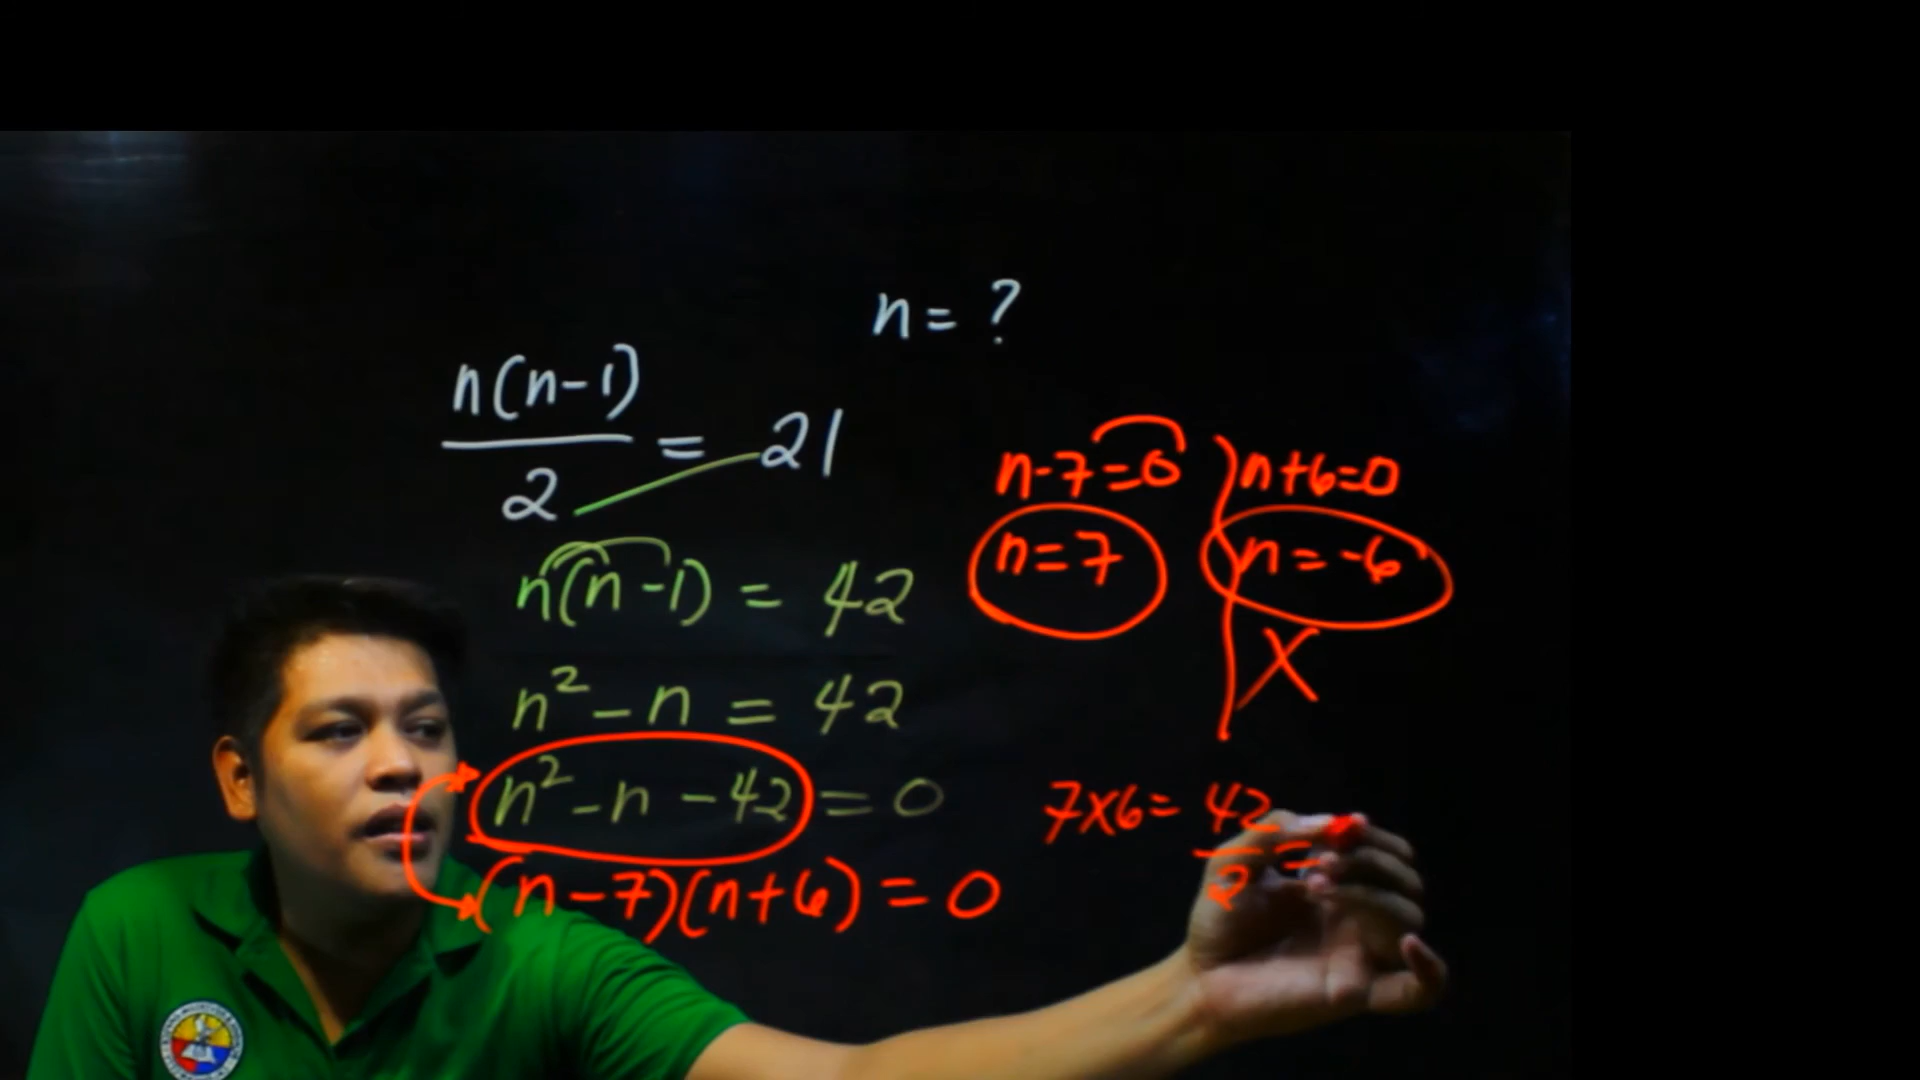 n = ?
n(n-1)
2
= 21
n(n-1) = 42
n² - n = 42
n² - n - 42 = 0
(n-7)(n+6) = 0
n-7=0
n=7
n+6=0
n=-6
X
7x6= 42
2
=